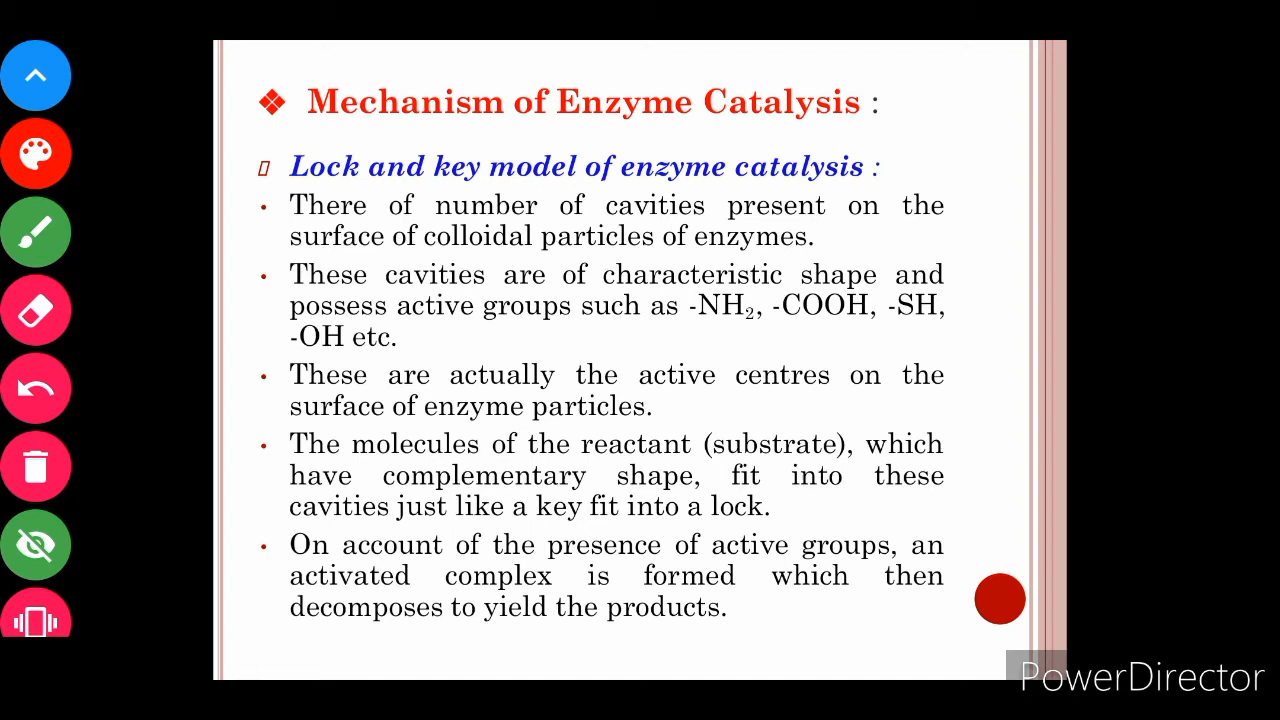 ❖ Mechanism of Enzyme Catalysis :
▯ Lock and key model of enzyme catalysis :
• There of number of cavities present on the
surface of colloidal particles of enzymes.
• These cavities are of characteristic shape and
possess active groups such as -NH₂, -COOH, -SH,
-OH etc.
• These are actually the active centres on the
surface of enzyme particles.
• The molecules of the reactant (substrate), which
have complementary shape, fit into these
cavities just like a key fit into a lock.
• On account of the presence of active groups, an
activated complex is formed which then
decomposes to yield the products.
PowerDirector